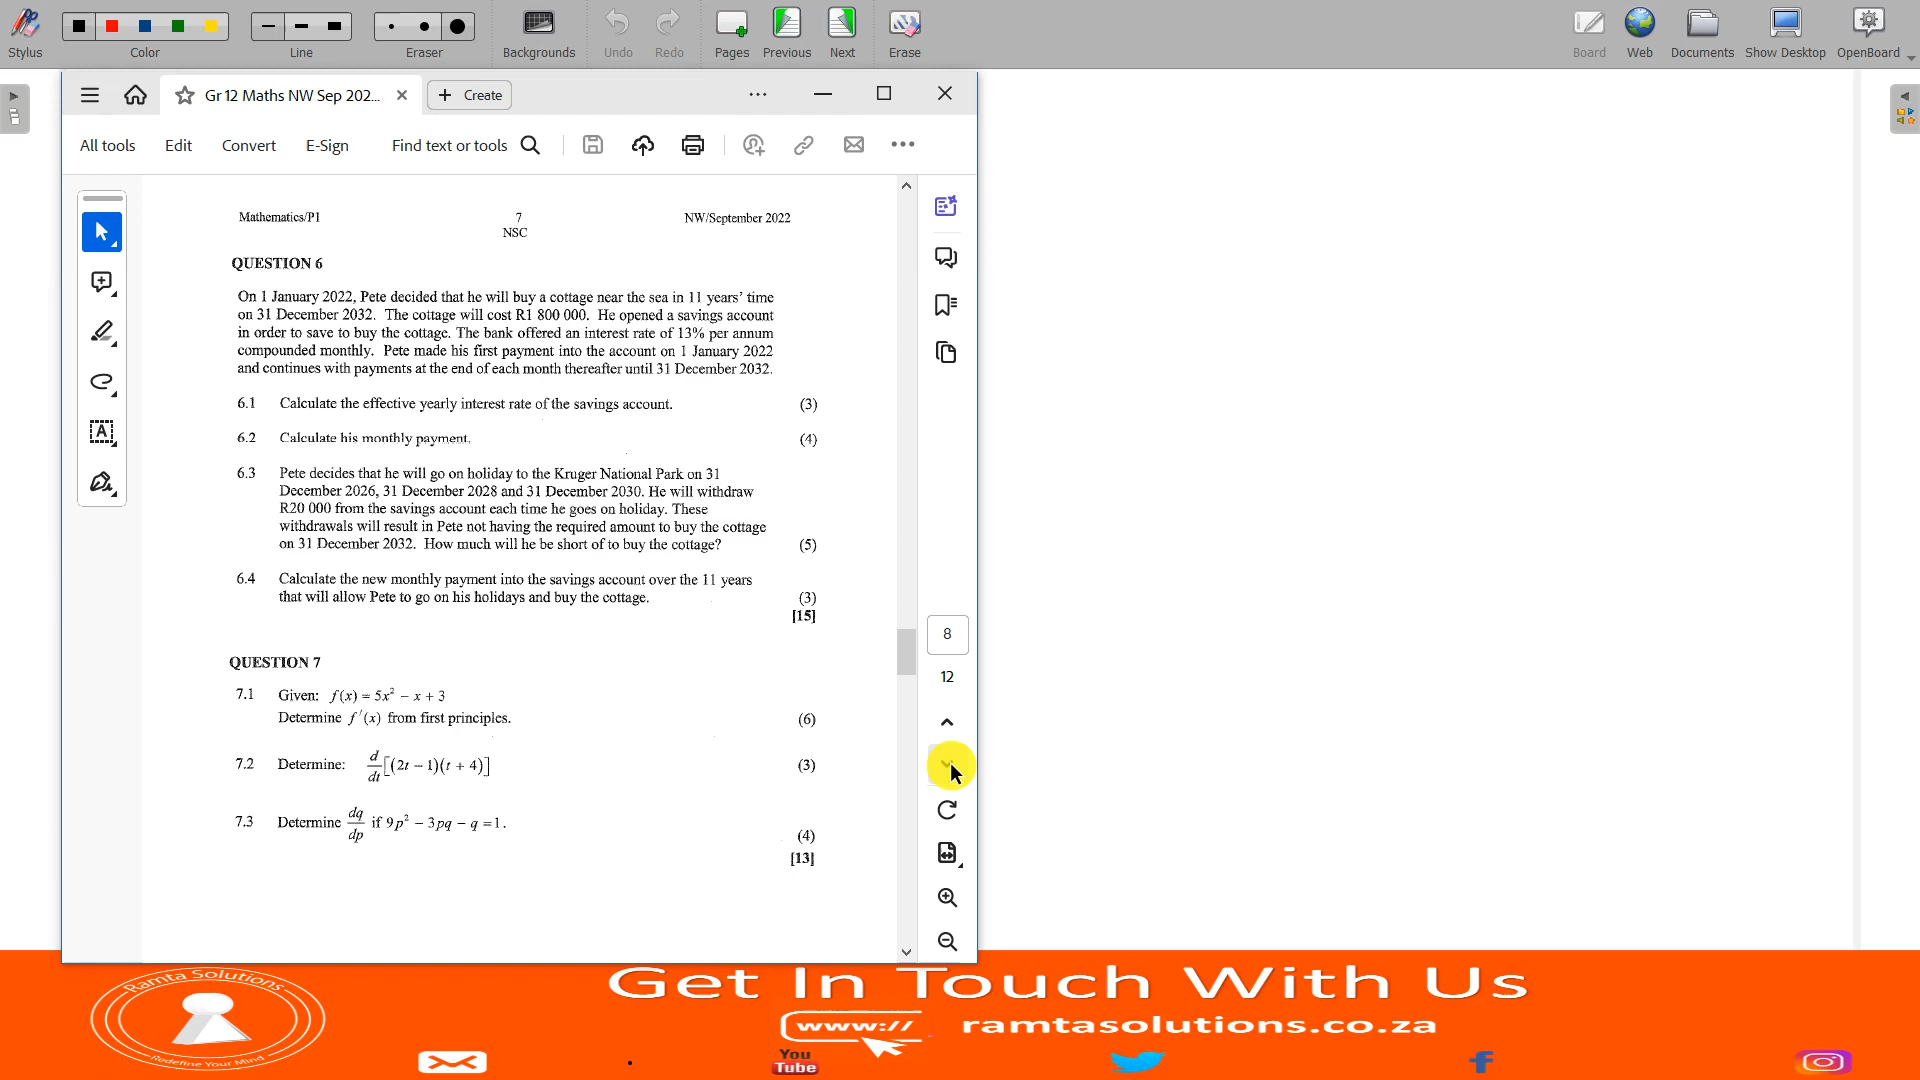 Stylus
Color
Line
Eraser
Backgrounds
Undo
Redo
Pages
Previous
Next
Erase
Board
Web
Documents
Show Desktop
OpenBoard
Gr 12 Maths NW Sep 202...
Create
All tools
Edit
Convert
E-Sign
Find text or tools
Mathematics/P1
7
NSC
NW/September 2022
QUESTION 6
On 1 January 2022, Pete decided that he will buy a cottage near the sea in 11 years' time
on 31 December 2032. The cottage will cost R1 800 000. He opened a savings account
in order to save to buy the cottage. The bank offered an interest rate of 13% per annum
compounded monthly. Pete made his first payment into the account on 1 January 2022
and continues with payments at the end of each month thereafter until 31 December 2032.
6.1 Calculate the effective yearly interest rate of the savings account. (3)
6.2 Calculate his monthly payment. (4)
6.3 Pete decides that he will go on holiday to the Kruger National Park on 31
December 2026, 31 December 2028 and 31 December 2030. He will withdraw
R20 000 from the savings account each time he goes on holiday. These
withdrawals will result in Pete not having the required amount to buy the cottage
on 31 December 2032. How much will he be short of to buy the cottage? (5)
6.4 Calculate the new monthly payment into the savings account over the 11 years
that will allow Pete to go on his holidays and buy the cottage. (3)
[15]
QUESTION 7
7.1 Given: f(x) = 5x² − x + 3
Determine f ′(x) from first principles. (6)
7.2 Determine: d/dt[(2t − 1)(t + 4)] (3)
7.3 Determine dq/dp if 9p² − 3pq − q = 1. (4)
[13]
8
12
Ramta Solutions
Redefine Your Mind
Get In Touch With Us
www://
ramtasolutions.co.za
You
Tube